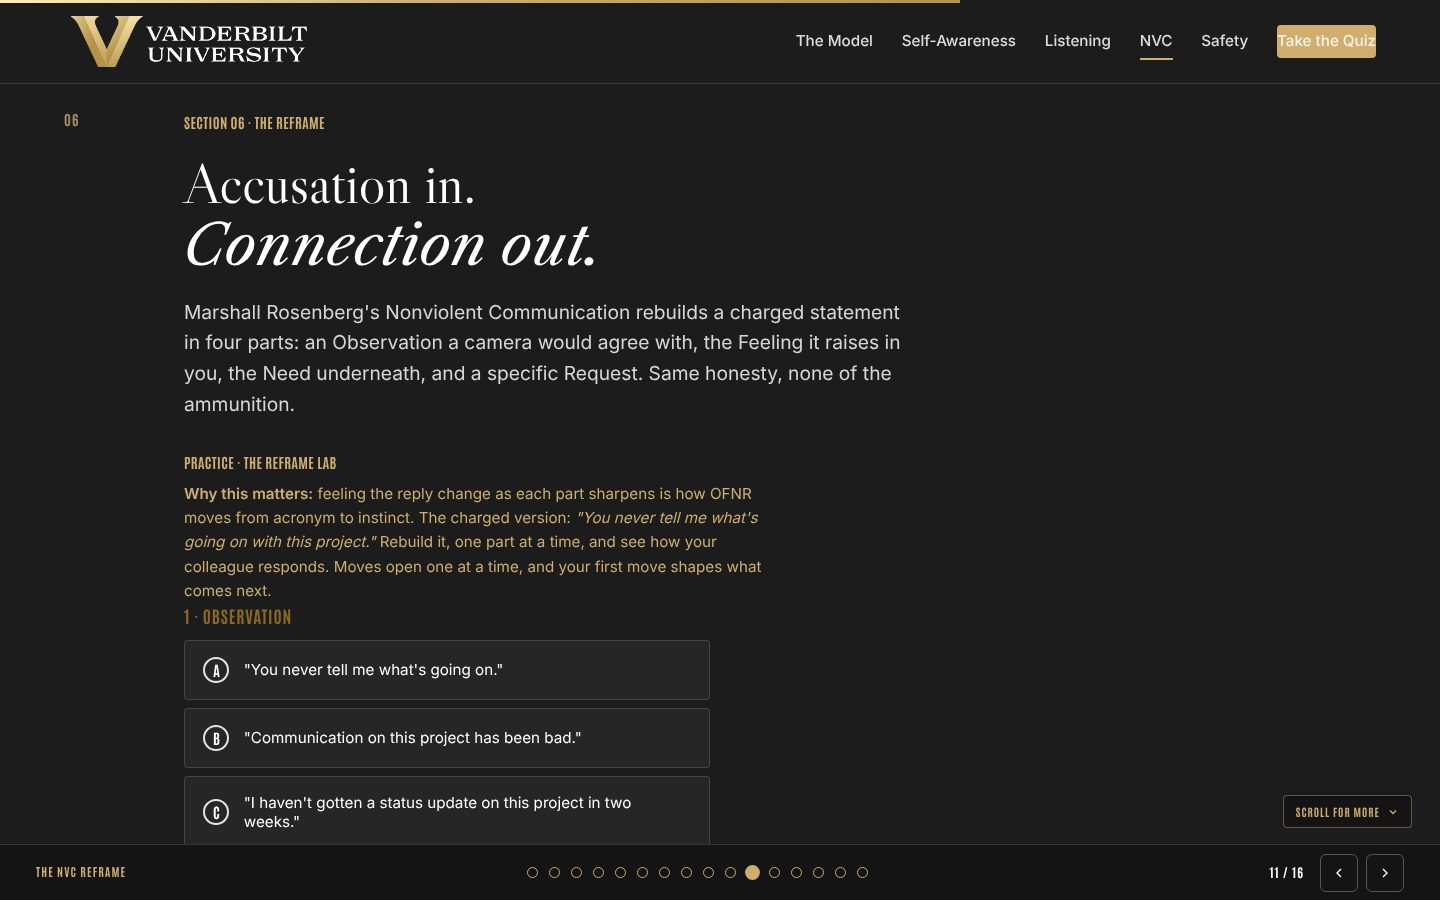 VANDERBILT
UNIVERSITY
The Model
Self-Awareness
Listening
NVC
Safety
Take the Quiz
06
SECTION 06 · THE REFRAME
Accusation in.
Connection out.
Marshall Rosenberg's Nonviolent Communication rebuilds a charged statement
in four parts: an Observation a camera would agree with, the Feeling it raises in
you, the Need underneath, and a specific Request. Same honesty, none of the
ammunition.
PRACTICE · THE REFRAME LAB
Why this matters: feeling the reply change as each part sharpens is how OFNR
moves from acronym to instinct. The charged version: "You never tell me what's
going on with this project." Rebuild it, one part at a time, and see how your
colleague responds. Moves open one at a time, and your first move shapes what
comes next.
1 · OBSERVATION
A
"You never tell me what's going on."
B
"Communication on this project has been bad."
C
"I haven't gotten a status update on this project in two
weeks."
SCROLL FOR MORE
THE NVC REFRAME
11 / 16